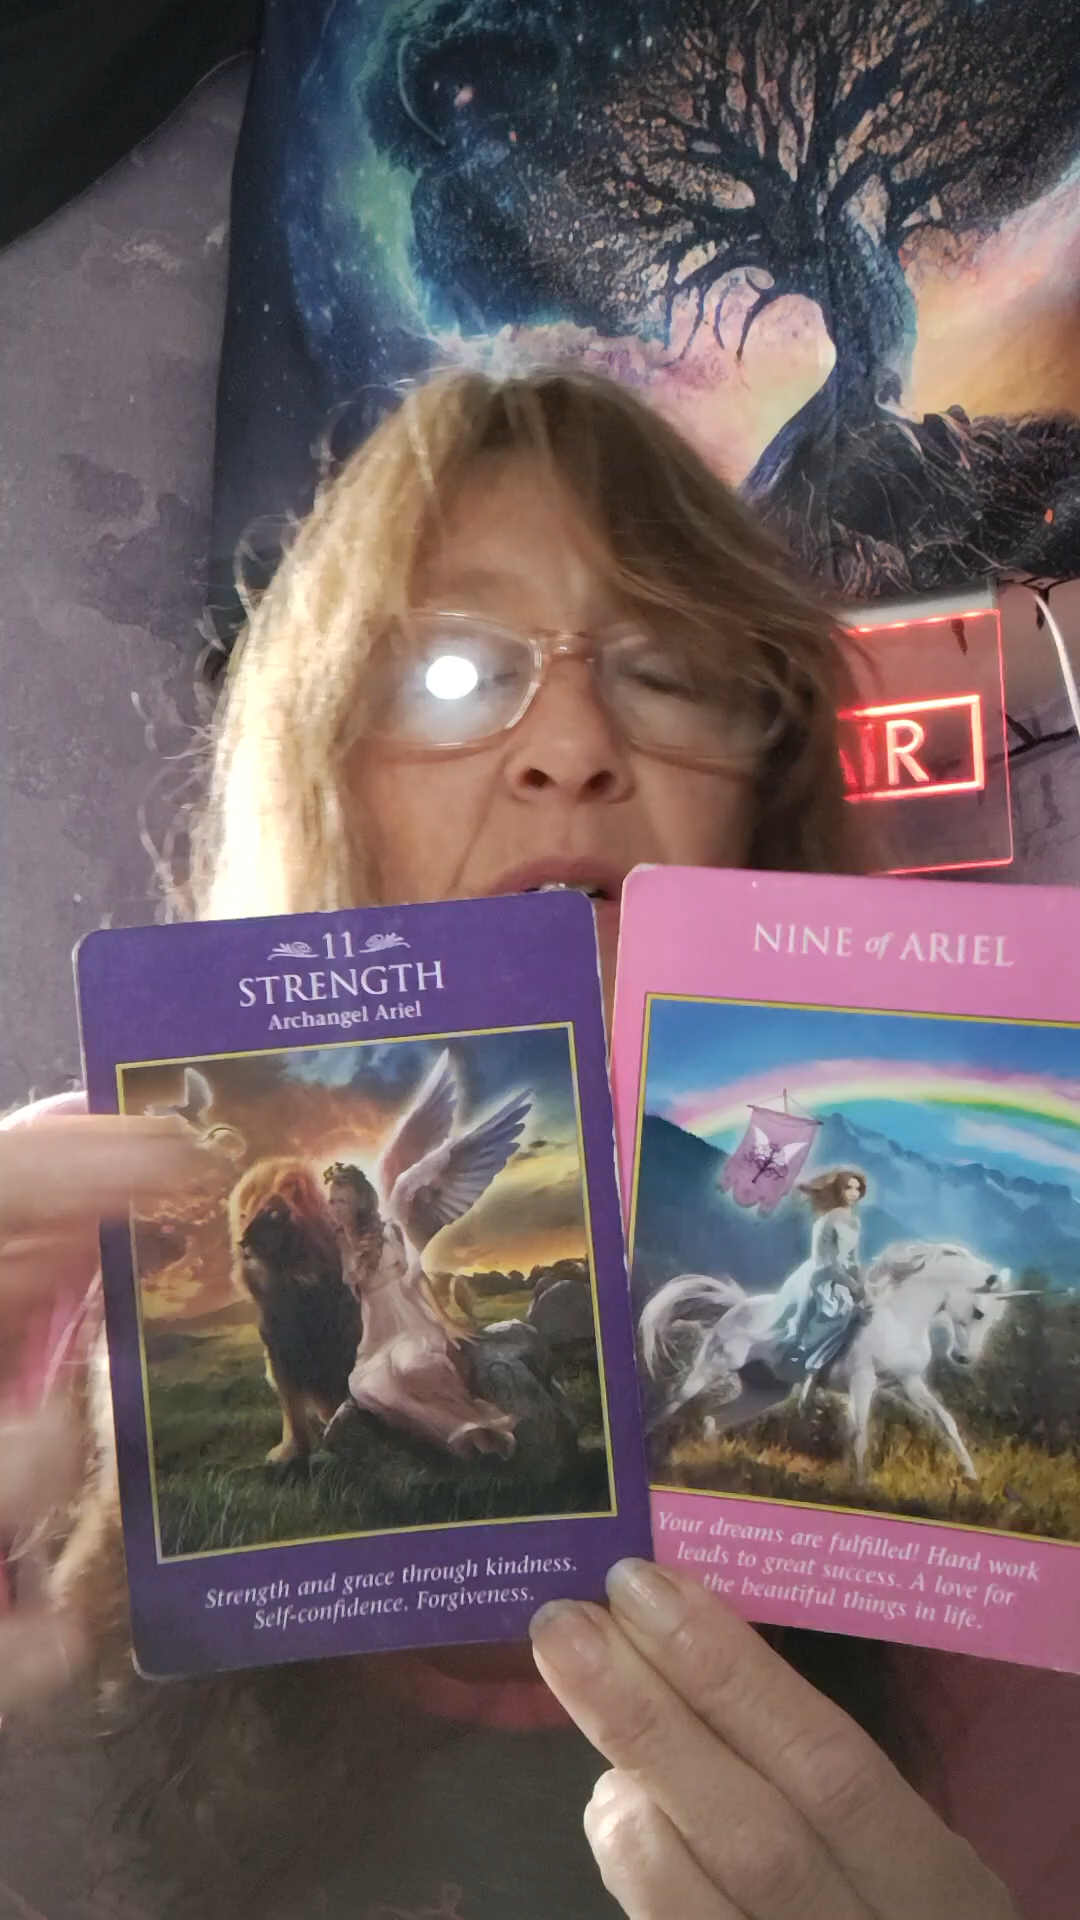 11
STRENGTH
Archangel Ariel
Strength and grace through kindness.
Self-confidence. Forgiveness.
NINE of ARIEL
Your dreams are fulfilled! Hard work
leads to great success. A love for
the beautiful things in life.
R